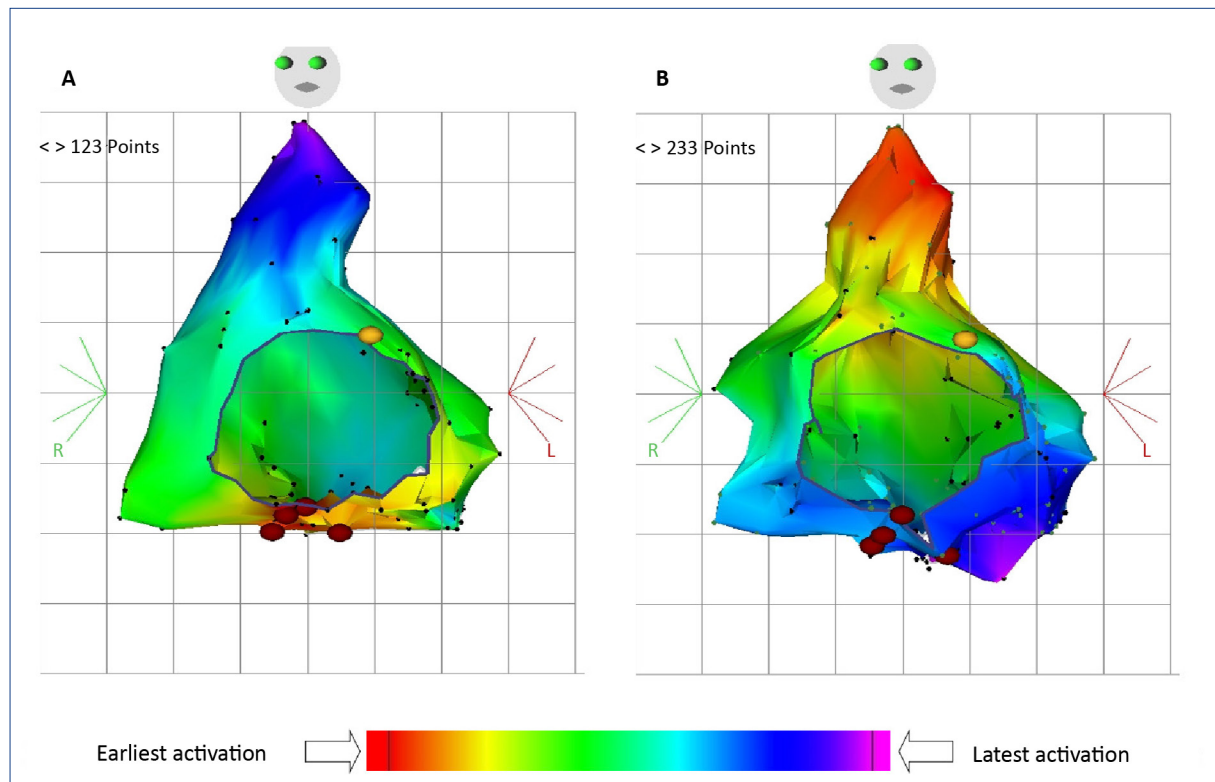 A
B
< > 123 Points
< > 233 Points
R
L
R
L
Earliest activation
Latest activation